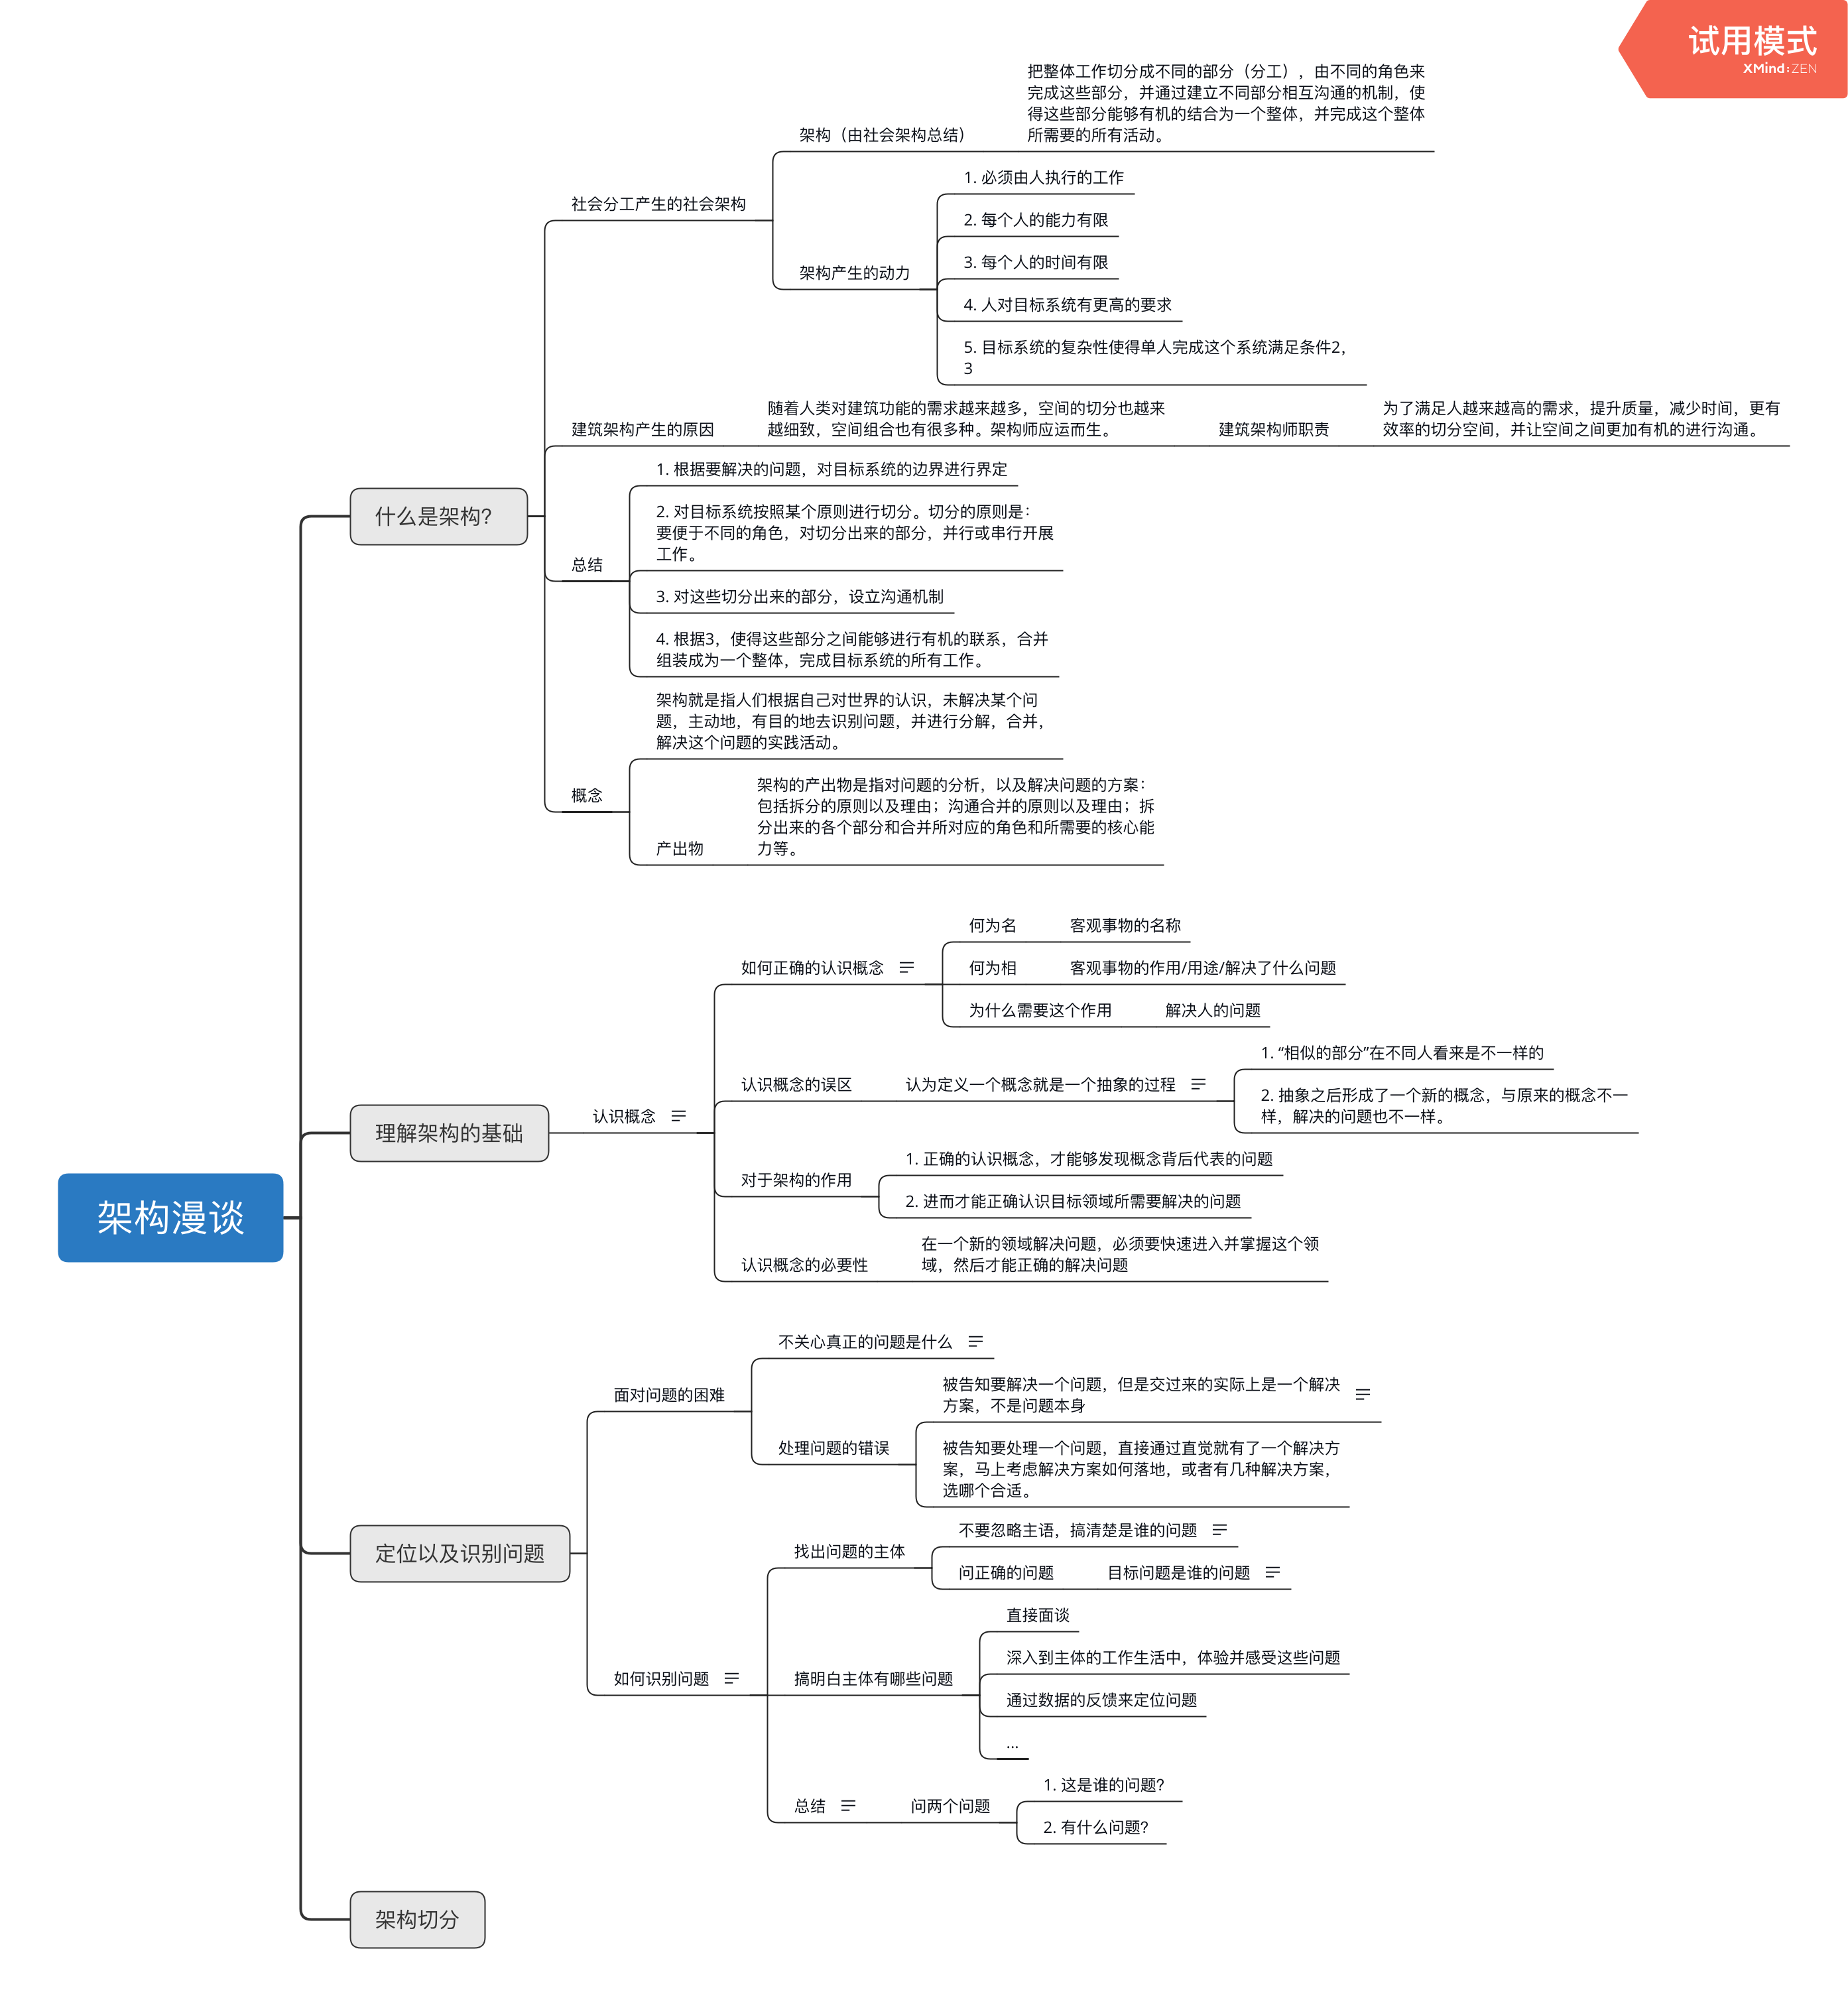 试用模式
XMind:ZEN
架构漫谈
什么是架构?
社会分工产生的社会架构
架构（由社会架构总结）
把整体工作切分成不同的部分（分工），由不同的角色来
完成这些部分，并通过建立不同部分相互沟通的机制，使
得这些部分能够有机的结合为一个整体，并完成这个整体
所需要的所有活动。
架构产生的动力
1. 必须由人执行的工作
2. 每个人的能力有限
3. 每个人的时间有限
4. 人对目标系统有更高的要求
5. 目标系统的复杂性使得单人完成这个系统满足条件2，
3
建筑架构产生的原因
随着人类对建筑功能的需求越来越多，空间的切分也越来
越细致，空间组合也有很多种。架构师应运而生。
建筑架构师职责
为了满足人越来越高的需求，提升质量，减少时间，更有
效率的切分空间，并让空间之间更加有机的进行沟通。
总结
1. 根据要解决的问题，对目标系统的边界进行界定
2. 对目标系统按照某个原则进行切分。切分的原则是：
要便于不同的角色，对切分出来的部分，并行或串行开展
工作。
3. 对这些切分出来的部分，设立沟通机制
4. 根据3，使得这些部分之间能够进行有机的联系，合并
组装成为一个整体，完成目标系统的所有工作。
概念
架构就是指人们根据自己对世界的认识，未解决某个问
题，主动地，有目的地去识别问题，并进行分解，合并，
解决这个问题的实践活动。
产出物
架构的产出物是指对问题的分析，以及解决问题的方案：
包括拆分的原则以及理由；沟通合并的原则以及理由；拆
分出来的各个部分和合并所对应的角色和所需要的核心能
力等。
理解架构的基础
认识概念
如何正确的认识概念
何为名
客观事物的名称
何为相
客观事物的作用/用途/解决了什么问题
为什么需要这个作用
解决人的问题
认识概念的误区
认为定义一个概念就是一个抽象的过程
1. “相似的部分”在不同人看来是不一样的
2. 抽象之后形成了一个新的概念，与原来的概念不一
样，解决的问题也不一样。
对于架构的作用
1. 正确的认识概念，才能够发现概念背后代表的问题
2. 进而才能正确认识目标领域所需要解决的问题
认识概念的必要性
在一个新的领域解决问题，必须要快速进入并掌握这个领
域，然后才能正确的解决问题
定位以及识别问题
面对问题的困难
不关心真正的问题是什么
处理问题的错误
被告知要解决一个问题，但是交过来的实际上是一个解决
方案，不是问题本身
被告知要处理一个问题，直接通过直觉就有了一个解决方
案，马上考虑解决方案如何落地，或者有几种解决方案，
选哪个合适。
如何识别问题
找出问题的主体
不要忽略主语，搞清楚是谁的问题
问正确的问题
目标问题是谁的问题
搞明白主体有哪些问题
直接面谈
深入到主体的工作生活中，体验并感受这些问题
通过数据的反馈来定位问题
...
总结
问两个问题
1. 这是谁的问题?
2. 有什么问题?
架构切分